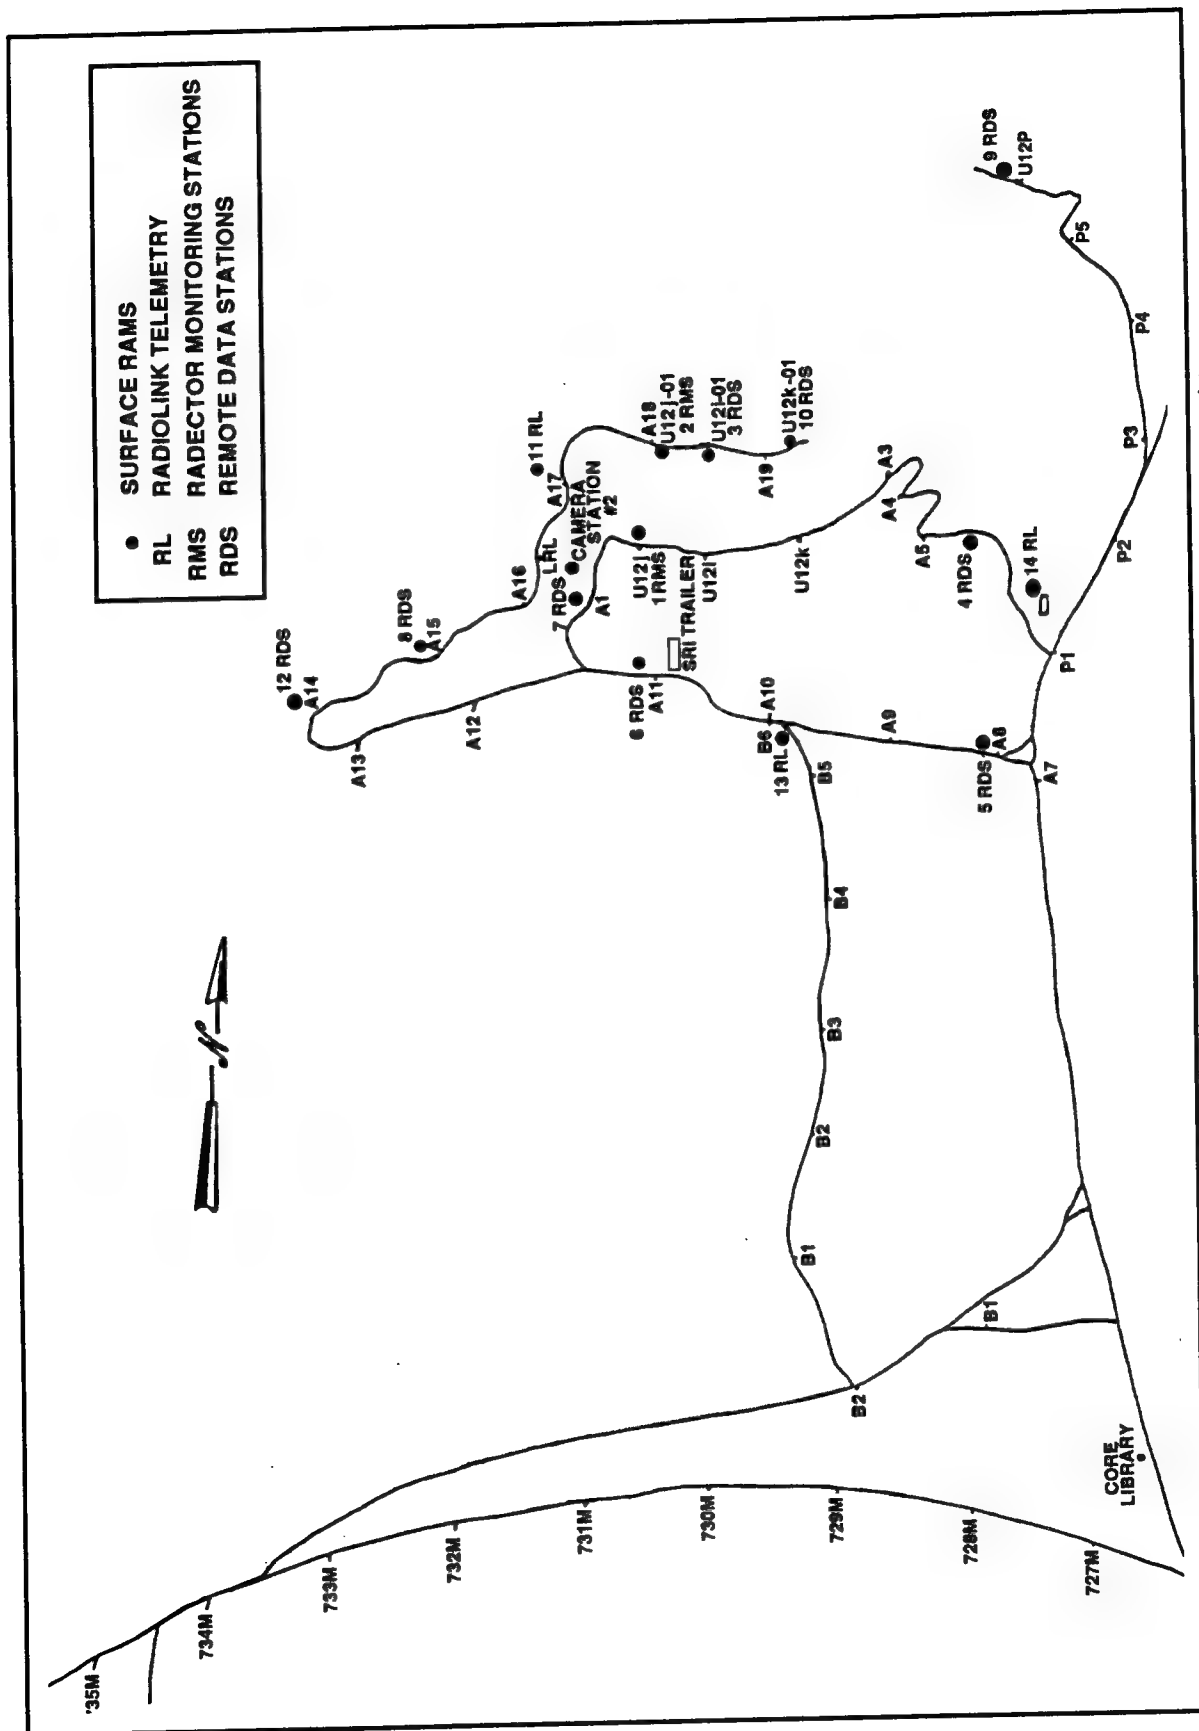 ● SURFACE RAMS
RL RADIOLINK TELEMETRY
RMS RADECTOR MONITORING STATIONS
RDS REMOTE DATA STATIONS
N
12 RDS
A14
A13
A12
8 RDS
A15
A16
LRL
11 RL
A17
CAMERA
STATION
#2
7 RDS
A1
A18
U12j-01
2 RMS
U12i-01
3 RDS
A19
U12k-01
10 RDS
U12j
1 RMS
U12i
U12k
SRI TRAILER
6 RDS
A11
A10
B6
13 RL
B5
A9
A3
A4
A5
4 RDS
14 RL
5 RDS
A8
A7
P1
P2
P3
P4
P5
9 RDS
U12P
B4
B3
B2
B1
B1
B2
CORE
LIBRARY
'35M
734M
733M
732M
731M
730M
729M
728M
727M